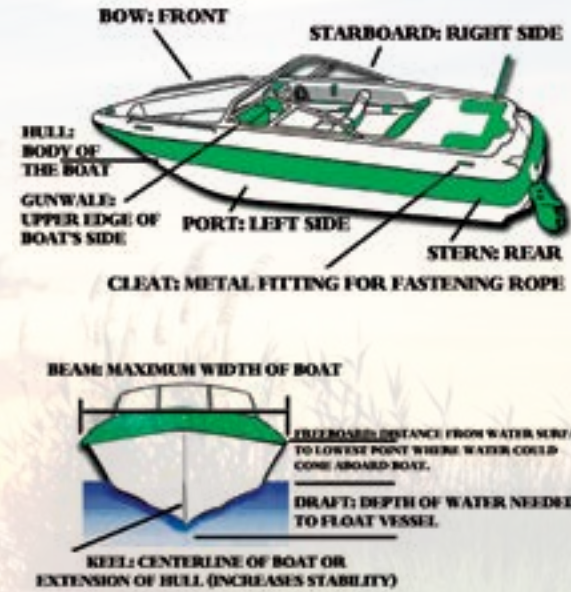 BOW: FRONT
STARBOARD: RIGHT SIDE
HULL:
BODY OF
THE BOAT
GUNWALE:
UPPER EDGE OF
BOAT'S SIDE
PORT: LEFT SIDE
STERN: REAR
CLEAT: METAL FITTING FOR FASTENING ROPE
BEAM: MAXIMUM WIDTH OF BOAT
FREEBOARD: DISTANCE FROM WATER SURFA
TO LOWEST POINT WHERE WATER COULD
COME ABOARD BOAT.
DRAFT: DEPTH OF WATER NEEDED
TO FLOAT VESSEL
KEEL: CENTERLINE OF BOAT OR
EXTENSION OF HULL (INCREASES STABILITY)